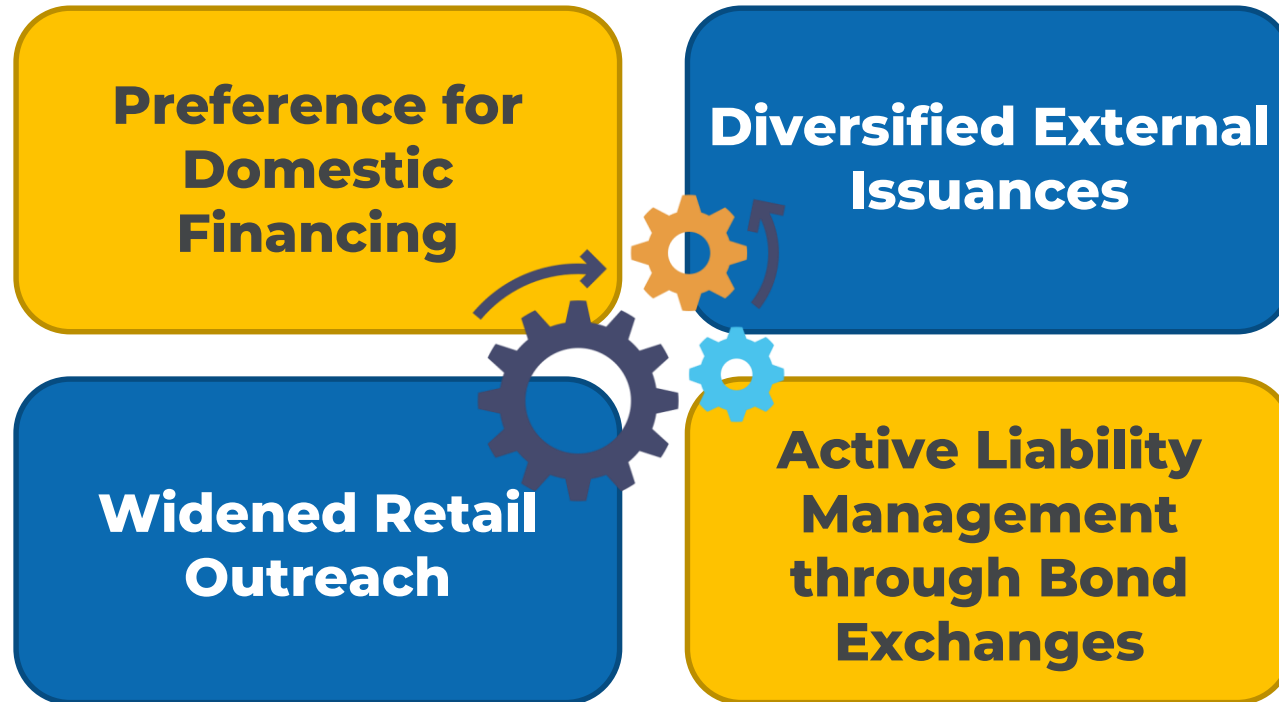 Preference for
Domestic
Financing
Diversified External
Issuances
Widened Retail
Outreach
Active Liability
Management
through Bond
Exchanges